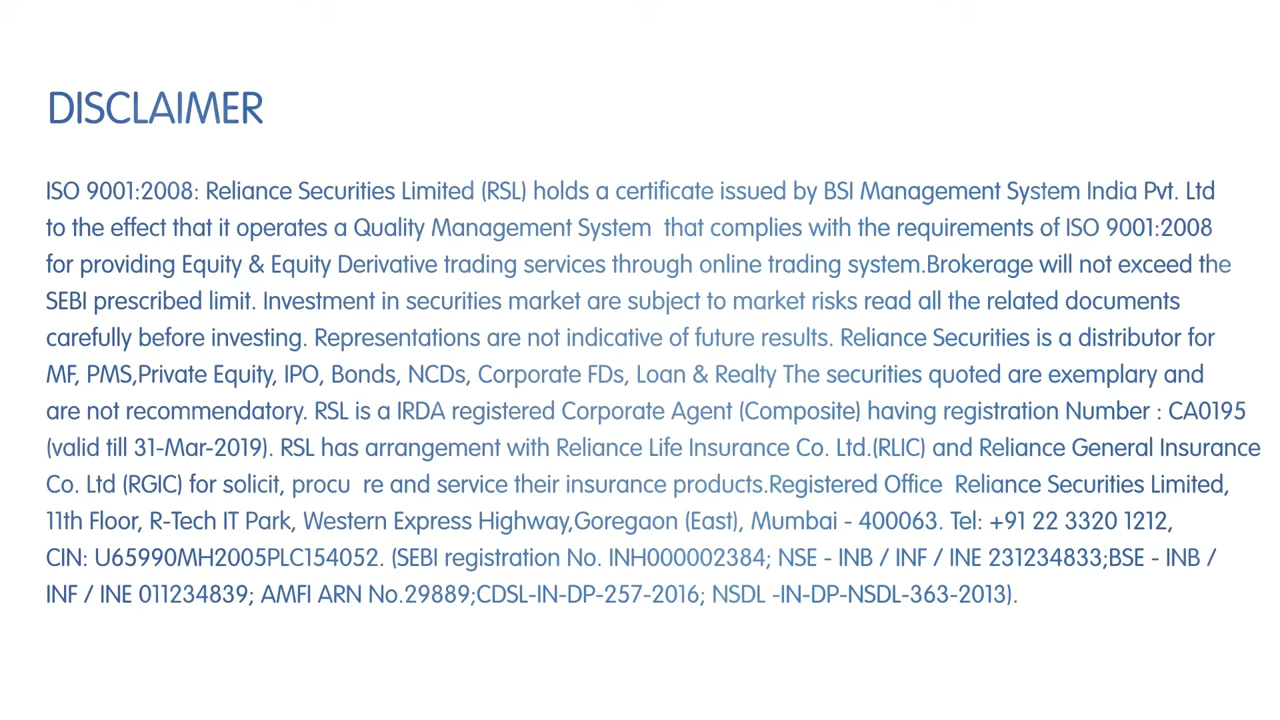 DISCLAIMER
ISO 9001:2008: Reliance Securities Limited (RSL) holds a certificate issued by BSI Management System India Pvt. Ltd
to the effect that it operates a Quality Management System  that complies with the requirements of ISO 9001:2008
for providing Equity & Equity Derivative trading services through online trading system.Brokerage will not exceed the
SEBI prescribed limit. Investment in securities market are subject to market risks read all the related documents
carefully before investing. Representations are not indicative of future results. Reliance Securities is a distributor for
MF, PMS,Private Equity, IPO, Bonds, NCDs, Corporate FDs, Loan & Realty The securities quoted are exemplary and
are not recommendatory. RSL is a IRDA registered Corporate Agent (Composite) having registration Number : CA0195
(valid till 31-Mar-2019). RSL has arrangement with Reliance Life Insurance Co. Ltd.(RLIC) and Reliance General Insurance
Co. Ltd (RGIC) for solicit, procu  re and service their insurance products.Registered Office  Reliance Securities Limited,
11th Floor, R-Tech IT Park, Western Express Highway,Goregaon (East), Mumbai - 400063. Tel: +91 22 3320 1212,
CIN: U65990MH2005PLC154052. (SEBI registration No. INH000002384; NSE - INB / INF / INE 231234833;BSE - INB /
INF / INE 011234839; AMFI ARN No.29889;CDSL-IN-DP-257-2016; NSDL -IN-DP-NSDL-363-2013).